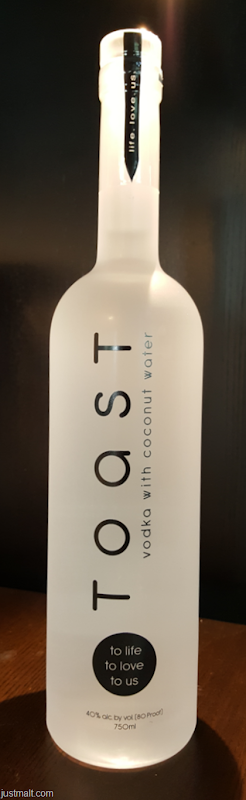 life. love. us.
ToaST
vodka with coconut water
to life
to love
to us
40% alc. by vol. (80 Proof)
750ml
justmalt.com